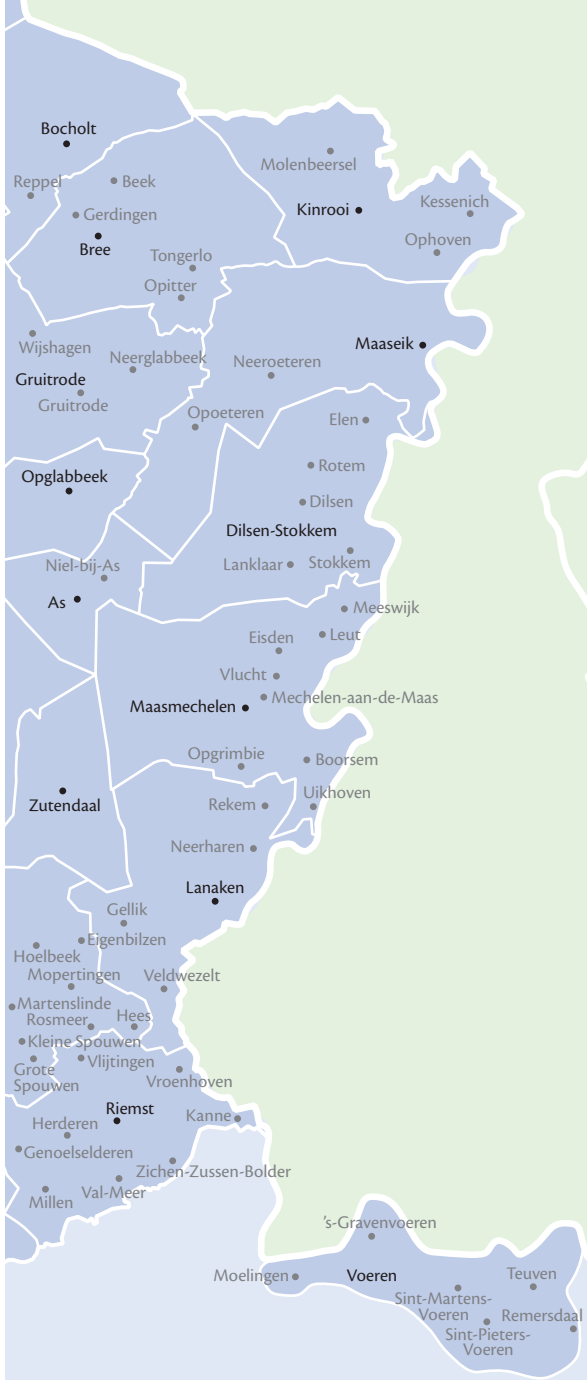 Bocholt
Molenbeersel
Reppel
Beek
Kinrooi
Kessenich
Gerdingen
Bree
Ophoven
Tongerlo
Opitter
Wijshagen
Maaseik
Neerglabbeek
Neeroeteren
Gruitrode
Gruitrode
Opoeteren
Elen
Rotem
Opglabbeek
Dilsen
Dilsen-Stokkem
Niel-bij-As
Lanklaar
Stokkem
As
Meeswijk
Eisden
Leut
Vlucht
Mechelen-aan-de-Maas
Maasmechelen
Opgrimbie
Boorsem
Uikhoven
Zutendaal
Rekem
Neerharen
Lanaken
Gellik
Eigenbilzen
Hoelbeek
Mopertingen
Veldwezelt
Martenslinde
Rosmeer
Hees
Kleine Spouwen
Grote
Spouwen
Vlijtingen
Vroenhoven
Riemst
Kanne
Herderen
Genoelselderen
Zichen-Zussen-Bolder
Millen
Val-Meer
's-Gravenvoeren
Moelingen
Voeren
Teuven
Sint-Martens-
Voeren
Remersdaal
Sint-Pieters-
Voeren